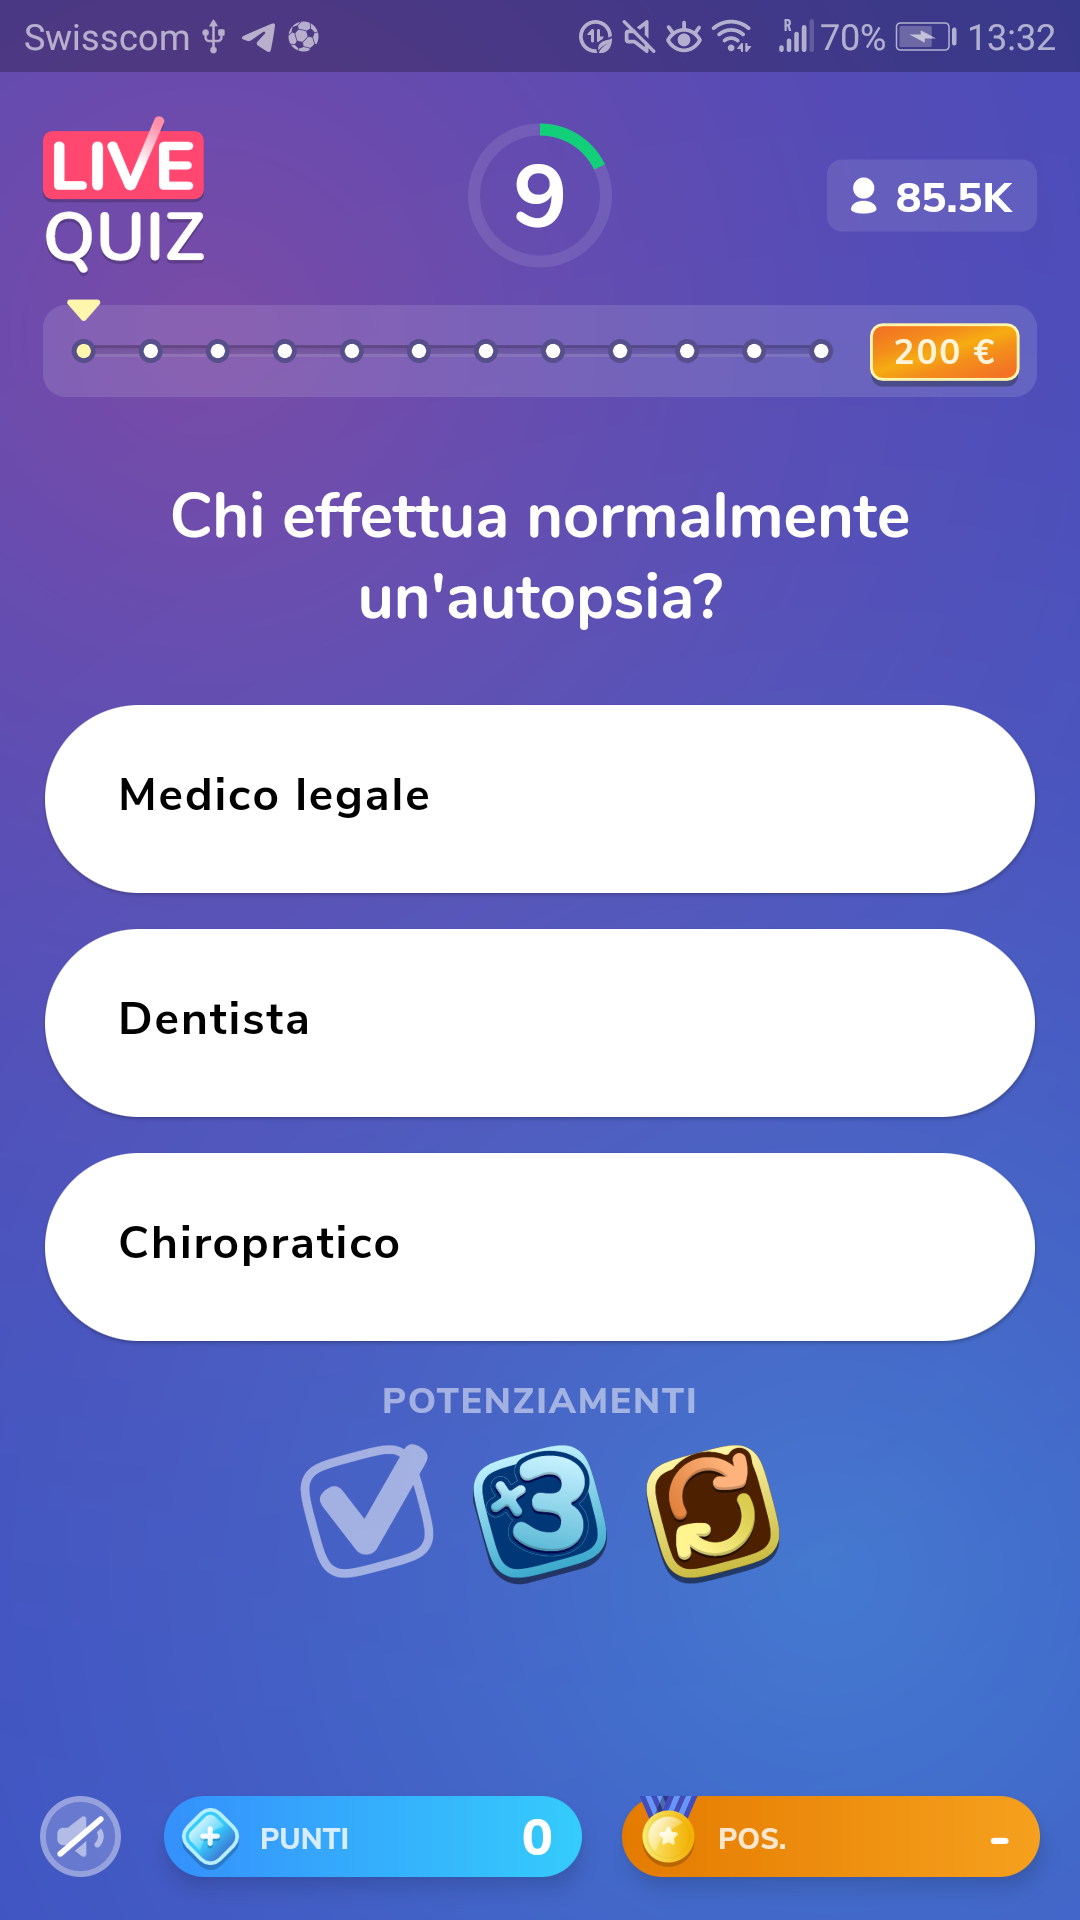 Swisscom R 70% 13:32
LIVE
QUIZ
9
85.5K
200 €
Chi effettua normalmente
un'autopsia?
Medico legale
Dentista
Chiropratico
POTENZIAMENTI
×3
PUNTI 0
POS. -